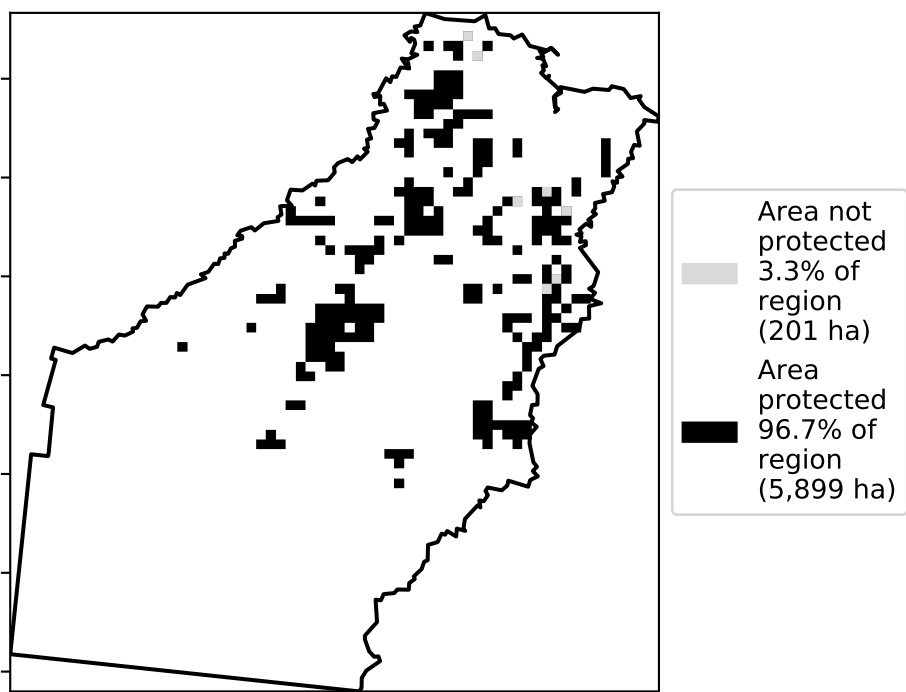 Area not
protected
3.3% of
region
(201 ha)
Area
protected
96.7% of
region
(5,899 ha)